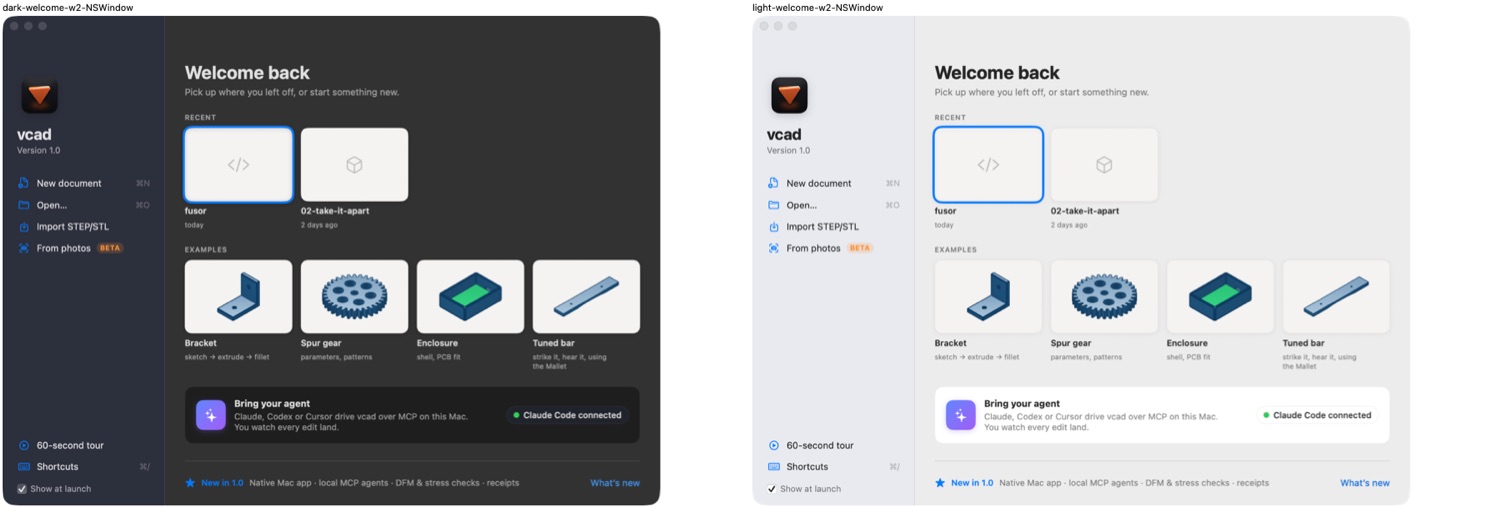 dark-welcome-w2-NSWindow
vcad
Version 1.0
New document ⌘N
Open... ⌘O
Import STEP/STL
From photos BETA
60-second tour
Shortcuts ⌘/
Show at launch
Welcome back
Pick up where you left off, or start something new.
RECENT
</>
fusor
today
02-take-it-apart
2 days ago
EXAMPLES
Bracket
sketch → extrude → fillet
Spur gear
parameters, patterns
Enclosure
shell, PCB fit
Tuned bar
strike it, hear it, using
the Mallet
Bring your agent
Claude, Codex or Cursor drive vcad over MCP on this Mac.
You watch every edit land.
Claude Code connected
New in 1.0 Native Mac app · local MCP agents · DFM & stress checks · receipts What's new
light-welcome-w2-NSWindow
vcad
Version 1.0
New document ⌘N
Open... ⌘O
Import STEP/STL
From photos BETA
60-second tour
Shortcuts ⌘/
Show at launch
Welcome back
Pick up where you left off, or start something new.
RECENT
</>
fusor
today
02-take-it-apart
2 days ago
EXAMPLES
Bracket
sketch → extrude → fillet
Spur gear
parameters, patterns
Enclosure
shell, PCB fit
Tuned bar
strike it, hear it, using
the Mallet
Bring your agent
Claude, Codex or Cursor drive vcad over MCP on this Mac.
You watch every edit land.
Claude Code connected
New in 1.0 Native Mac app · local MCP agents · DFM & stress checks · receipts What's new